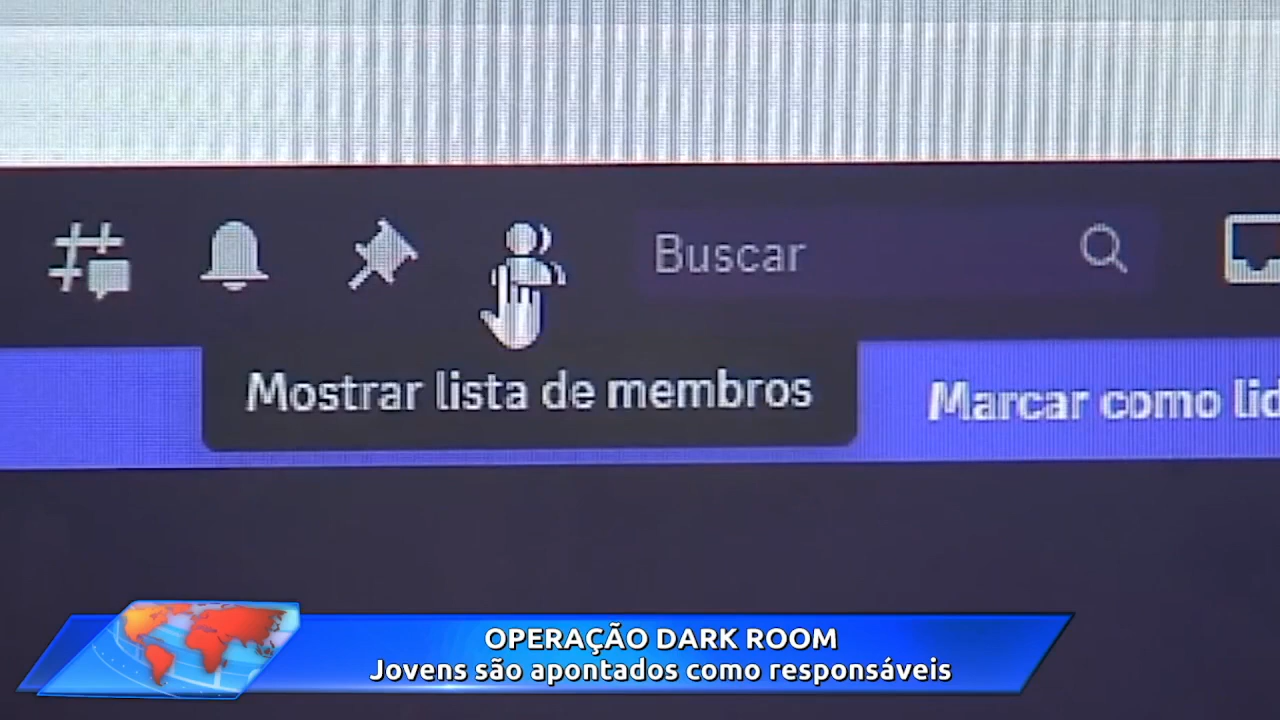 Buscar
Mostrar lista de membros
Marcar como lid
OPERAÇÃO DARK ROOM
Jovens são apontados como responsáveis